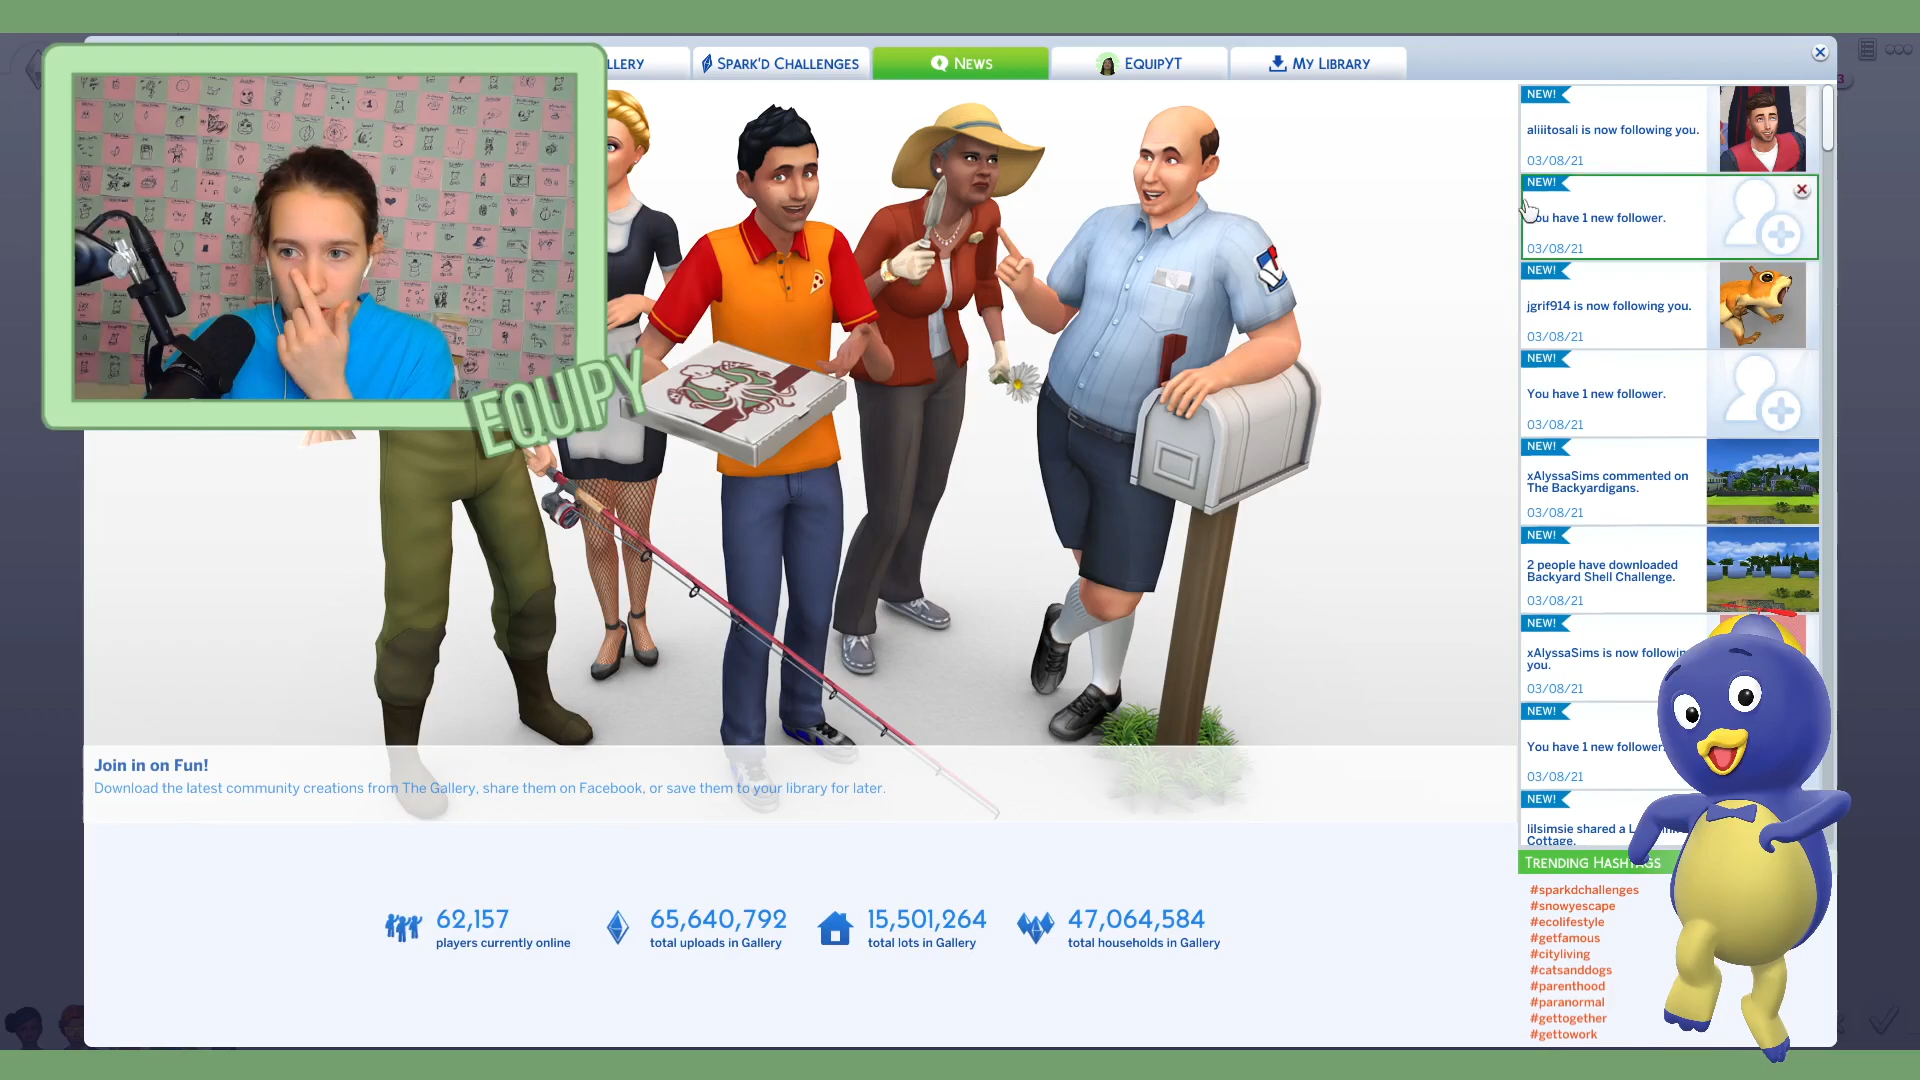 LLERY
SPARK'D CHALLENGES
NEWS
EQUIPYT
MY LIBRARY
EQUIPY
NEW!
aliiitosali is now following you.
03/08/21
NEW!
ou have 1 new follower.
03/08/21
NEW!
jgrif914 is now following you.
03/08/21
NEW!
You have 1 new follower.
03/08/21
NEW!
xAlyssaSims commented on
The Backyardigans.
03/08/21
NEW!
2 people have downloaded
Backyard Shell Challenge.
03/08/21
NEW!
xAlyssaSims is now followin
you.
03/08/21
NEW!
You have 1 new follower.
03/08/21
NEW!
lilsimsie shared a L
Cottage.
Join in on Fun!
Download the latest community creations from The Gallery, share them on Facebook, or save them to your library for later.
62,157
players currently online
65,640,792
total uploads in Gallery
15,501,264
total lots in Gallery
47,064,584
total households in Gallery
TRENDING HASHTAGS
#sparkdchallenges
#snowyescape
#ecolifestyle
#getfamous
#cityliving
#catsanddogs
#parenthood
#paranormal
#gettogether
#gettowork